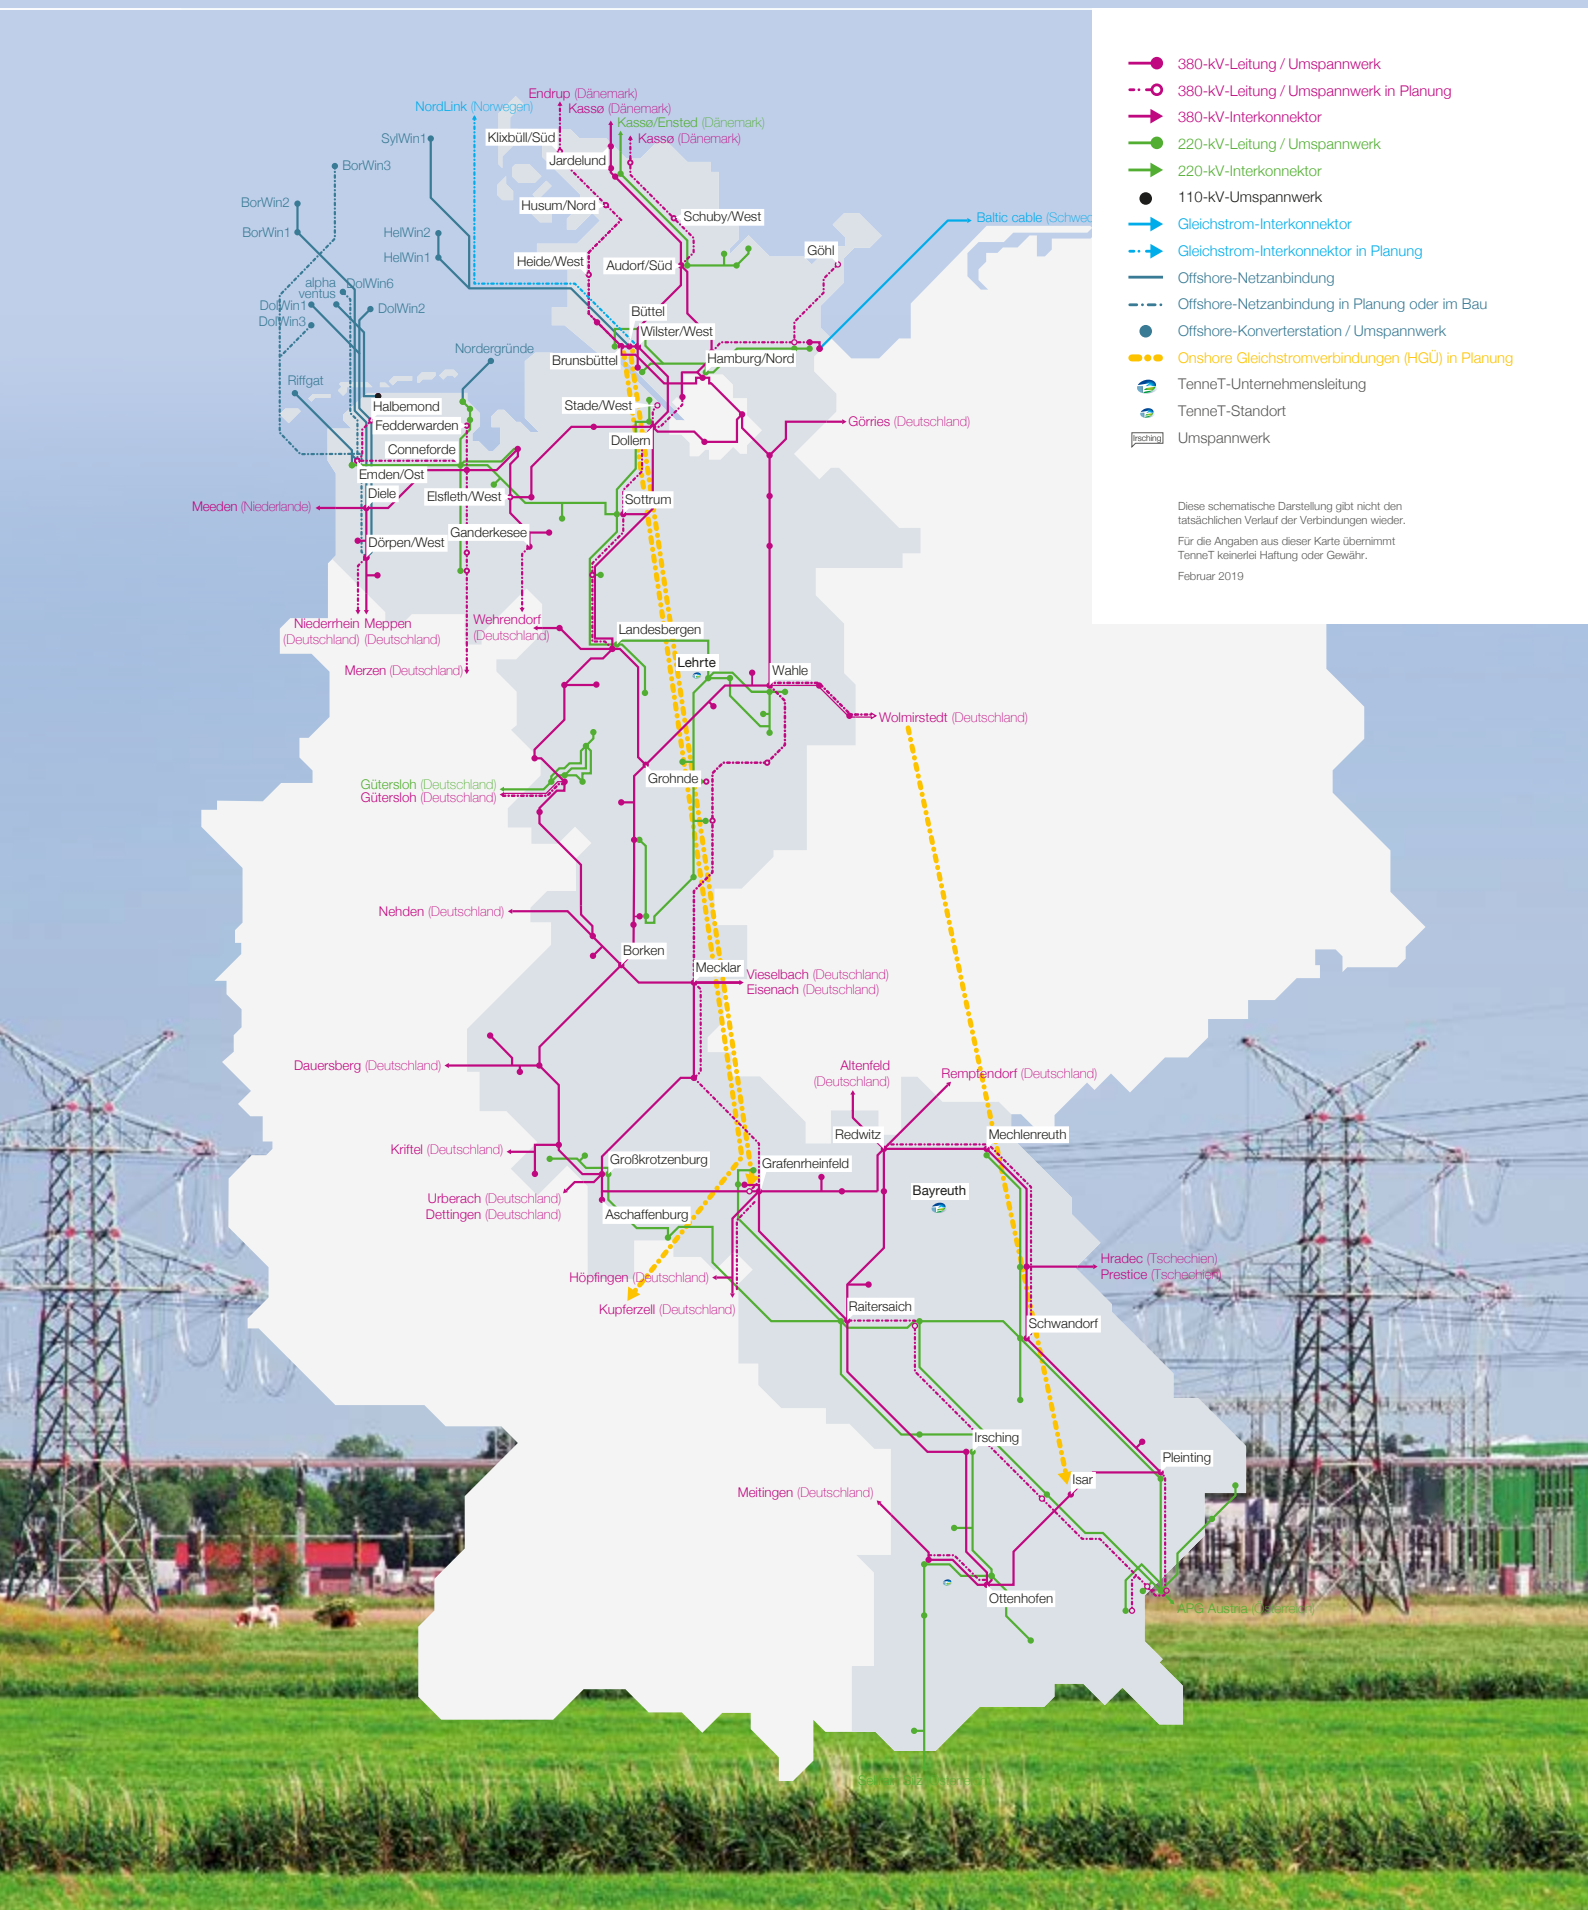 380-kV-Leitung / Umspannwerk
380-kV-Leitung / Umspannwerk in Planung
380-kV-Interkonnektor
220-kV-Leitung / Umspannwerk
220-kV-Interkonnektor
110-kV-Umspannwerk
Gleichstrom-Interkonnektor
Gleichstrom-Interkonnektor in Planung
Offshore-Netzanbindung
Offshore-Netzanbindung in Planung oder im Bau
Offshore-Konverterstation / Umspannwerk
Onshore Gleichstromverbindungen (HGÜ) in Planung
TenneT-Unternehmensleitung
TenneT-Standort
Irsching Umspannwerk
Diese schematische Darstellung gibt nicht den
tatsächlichen Verlauf der Verbindungen wieder.
Für die Angaben aus dieser Karte übernimmt
TenneT keinerlei Haftung oder Gewähr.
Februar 2019
Endrup (Dänemark)
NordLink (Norwegen)
Kassø (Dänemark)
Kassø/Ensted (Dänemark)
Klixbüll/Süd
SylWin1
Kassø (Dänemark)
Jardelund
BorWin3
BorWin2
Husum/Nord
Schuby/West
Baltic cable
BorWin1
HelWin2
Göhl
HelWin1
Heide/West
Audorf/Süd
alpha
ventus
DolWin6
DolWin1
DolWin2
Büttel
DolWin3
Wilster/West
Nordergründe
Brunsbüttel
Hamburg/Nord
Riffgat
Halbemond
Stade/West
Fedderwarden
Görries (Deutschland)
Dollern
Conneforde
Emden/Ost
Diele
Elsfleth/West
Sottrum
Meeden (Niederlande)
Ganderkesee
Dörpen/West
Niederrhein
(Deutschland)
Meppen
(Deutschland)
Wehrendorf
(Deutschland)
Landesbergen
Merzen (Deutschland)
Lehrte
Wahle
Wolmirstedt (Deutschland)
Grohnde
Gütersloh (Deutschland)
Gütersloh (Deutschland)
Nehden (Deutschland)
Borken
Mecklar
Vieselbach (Deutschland)
Eisenach (Deutschland)
Dauersberg (Deutschland)
Altenfeld
(Deutschland)
Remptendorf (Deutschland)
Redwitz
Mechlenreuth
Kriftel (Deutschland)
Großkrotzenburg
Grafenrheinfeld
Bayreuth
Urberach (Deutschland)
Dettingen (Deutschland)
Aschaffenburg
Hradec (Tschechien)
Prestice (Tschechien)
Höpfingen (Deutschland)
Kupferzell (Deutschland)
Raitersaich
Schwandorf
Irsching
Pleinting
Isar
Meitingen (Deutschland)
Ottenhofen
APG Austria (Österreich)